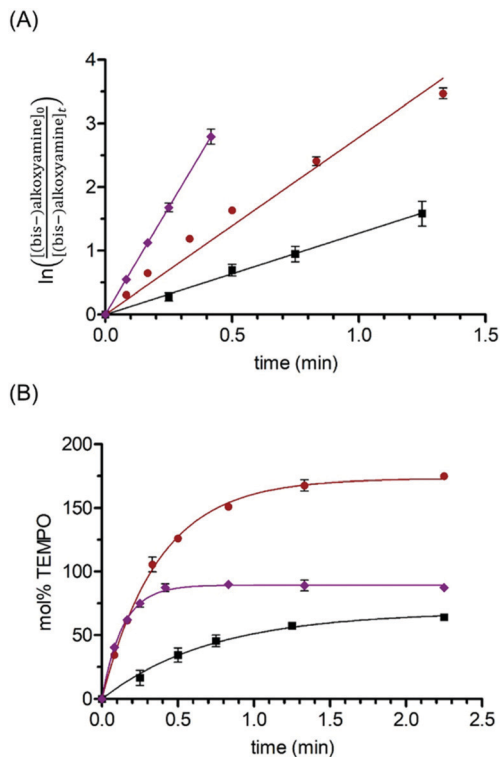 (A)
ln([(bis−)alkoxyamine]₀/[(bis−)alkoxyamine]ₜ)
4
3
2
1
0
0.0 0.5 1.0 1.5
time (min)
(B)
mol% TEMPO
200
150
100
50
0
0.0 0.5 1.0 1.5 2.0 2.5
time (min)